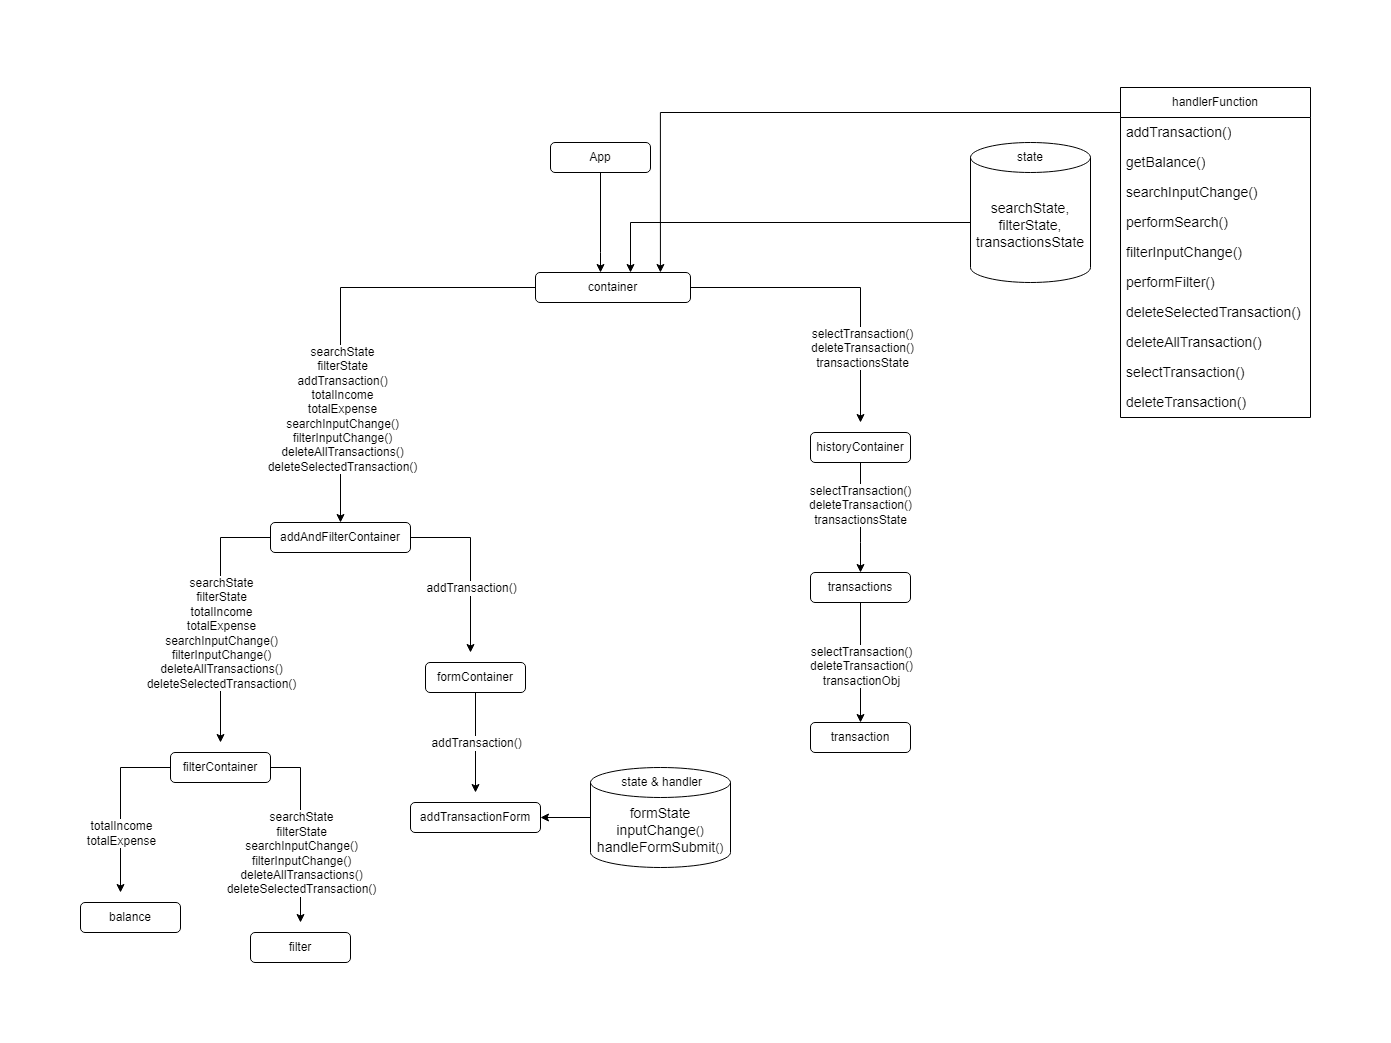 handlerFunction
addTransaction()
getBalance()
searchInputChange()
performSearch()
filterInputChange()
performFilter()
deleteSelectedTransaction()
deleteAllTransaction()
selectTransaction()
deleteTransaction()
App
state
searchState,
filterState,
transactionsState
container
searchState
filterState
addTransaction()
totalIncome
totalExpense
searchInputChange()
filterInputChange()
deleteAllTransactions()
deleteSelectedTransaction()
selectTransaction()
deleteTransaction()
transactionsState
historyContainer
selectTransaction()
deleteTransaction()
transactionsState
transactions
selectTransaction()
deleteTransaction()
transactionObj
transaction
addAndFilterContainer
searchState
filterState
totalIncome
totalExpense
searchInputChange()
filterInputChange()
deleteAllTransactions()
deleteSelectedTransaction()
addTransaction()
formContainer
addTransaction()
addTransactionForm
state & handler
formState
inputChange()
handleFormSubmit()
filterContainer
totalIncome
totalExpense
balance
searchState
filterState
searchInputChange()
filterInputChange()
deleteAllTransactions()
deleteSelectedTransaction()
filter